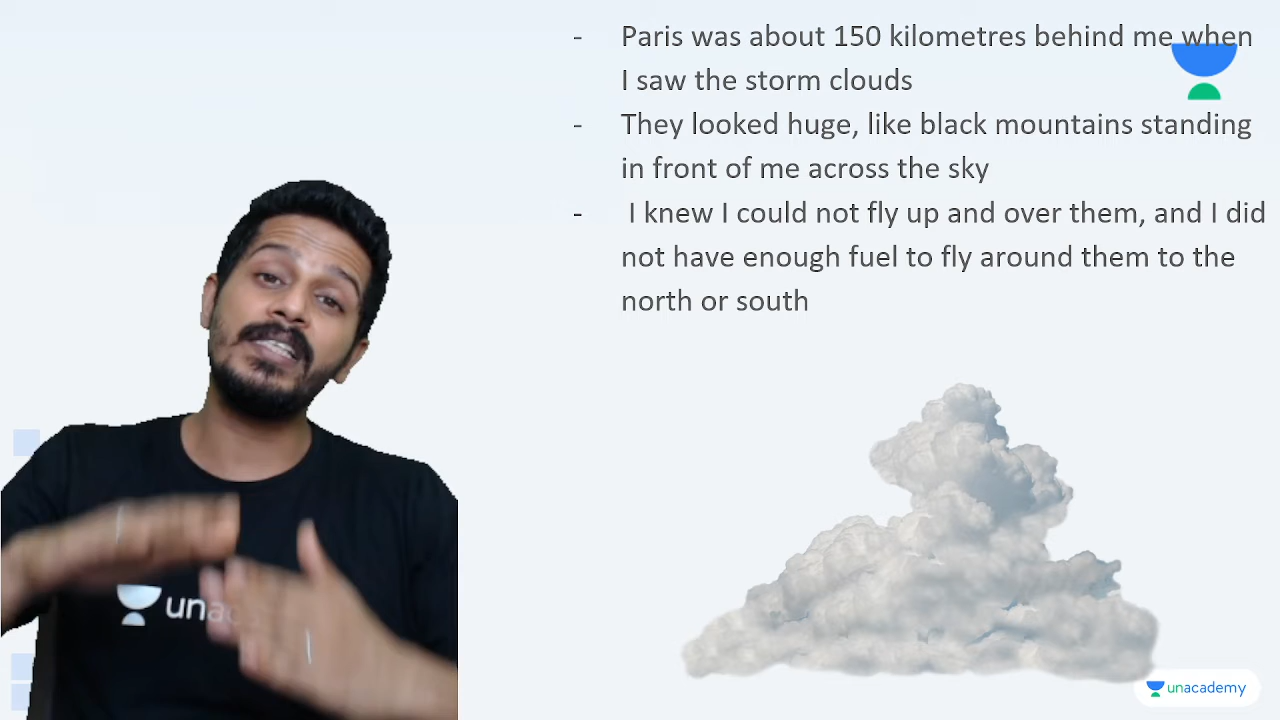 - Paris was about 150 kilometres behind me when
I saw the storm clouds
- They looked huge, like black mountains standing
in front of me across the sky
- I knew I could not fly up and over them, and I did
not have enough fuel to fly around them to the
north or south
unac
unacademy